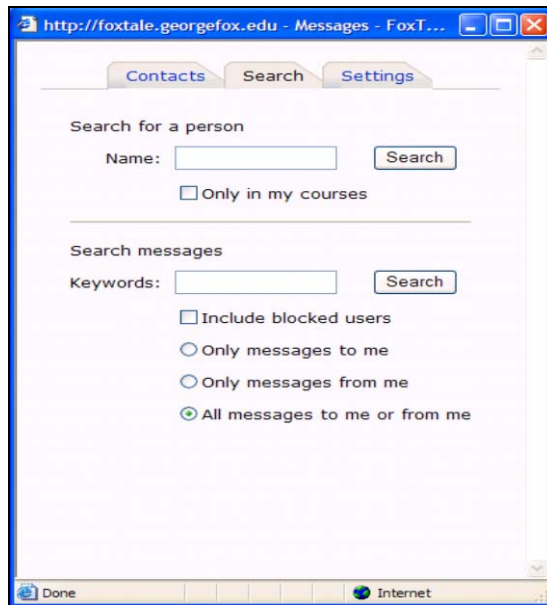 http://foxtale.georgefox.edu - Messages - FoxT...
Contacts Search Settings
Search for a person
Name: Search
Only in my courses
Search messages
Keywords: Search
Include blocked users
Only messages to me
Only messages from me
All messages to me or from me
Done Internet